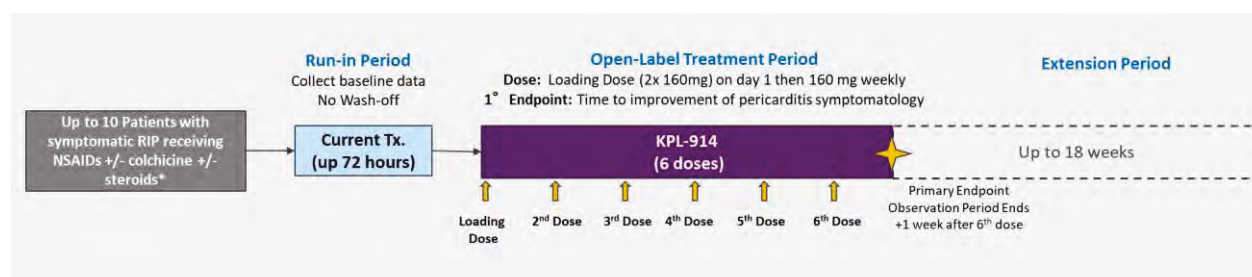 Run-in Period
Collect baseline data
No Wash-off
Open-Label Treatment Period
Dose: Loading Dose (2x 160mg) on day 1 then 160 mg weekly
1° Endpoint: Time to improvement of pericarditis symptomatology
Extension Period
Up to 10 Patients with
symptomatic RIP receiving
NSAIDs +/- colchicine +/-
steroids*
Current Tx.
(up 72 hours)
KPL-914
(6 doses)
Up to 18 weeks
Loading
Dose
2nd Dose
3rd Dose
4th Dose
5th Dose
6th Dose
Primary Endpoint
Observation Period Ends
+1 week after 6th dose